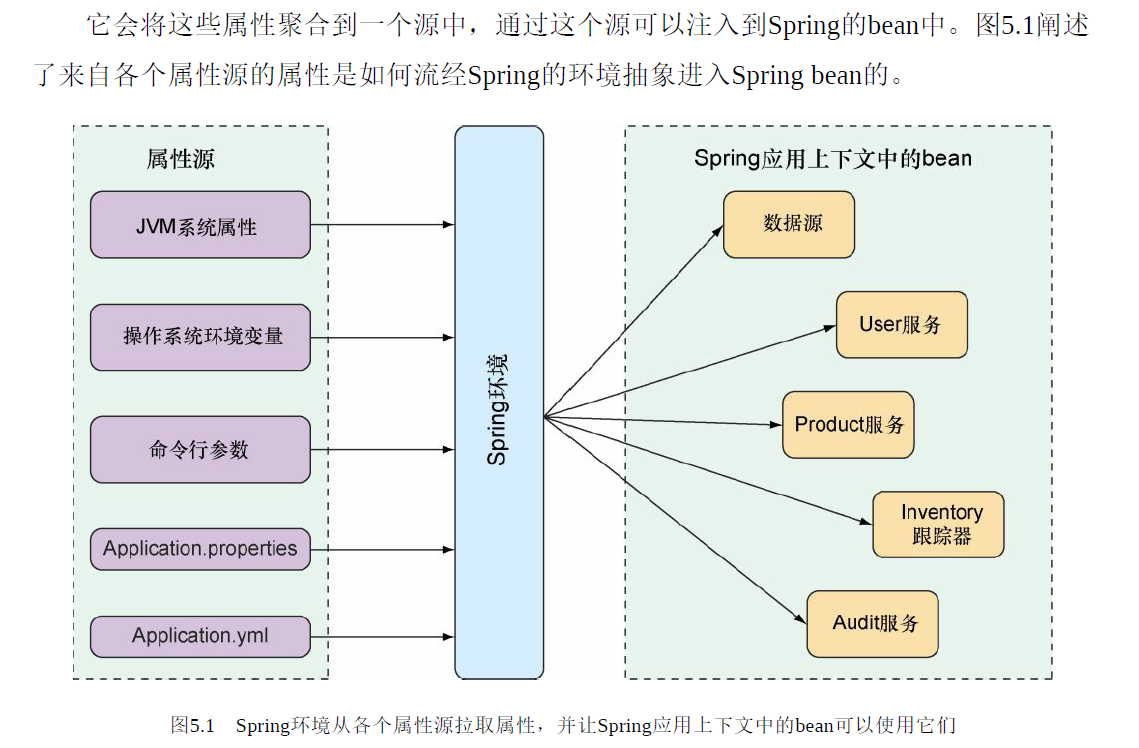 它会将这些属性聚合到一个源中，通过这个源可以注入到Spring的bean中。图5.1阐述
了来自各个属性源的属性是如何流经Spring的环境抽象进入Spring bean的。
属性源
JVM系统属性
操作系统环境变量
命令行参数
Application.properties
Application.yml
Spring环境
Spring应用上下文中的bean
数据源
User服务
Product服务
Inventory
跟踪器
Audit服务
图5.1 Spring环境从各个属性源拉取属性，并让Spring应用上下文中的bean可以使用它们